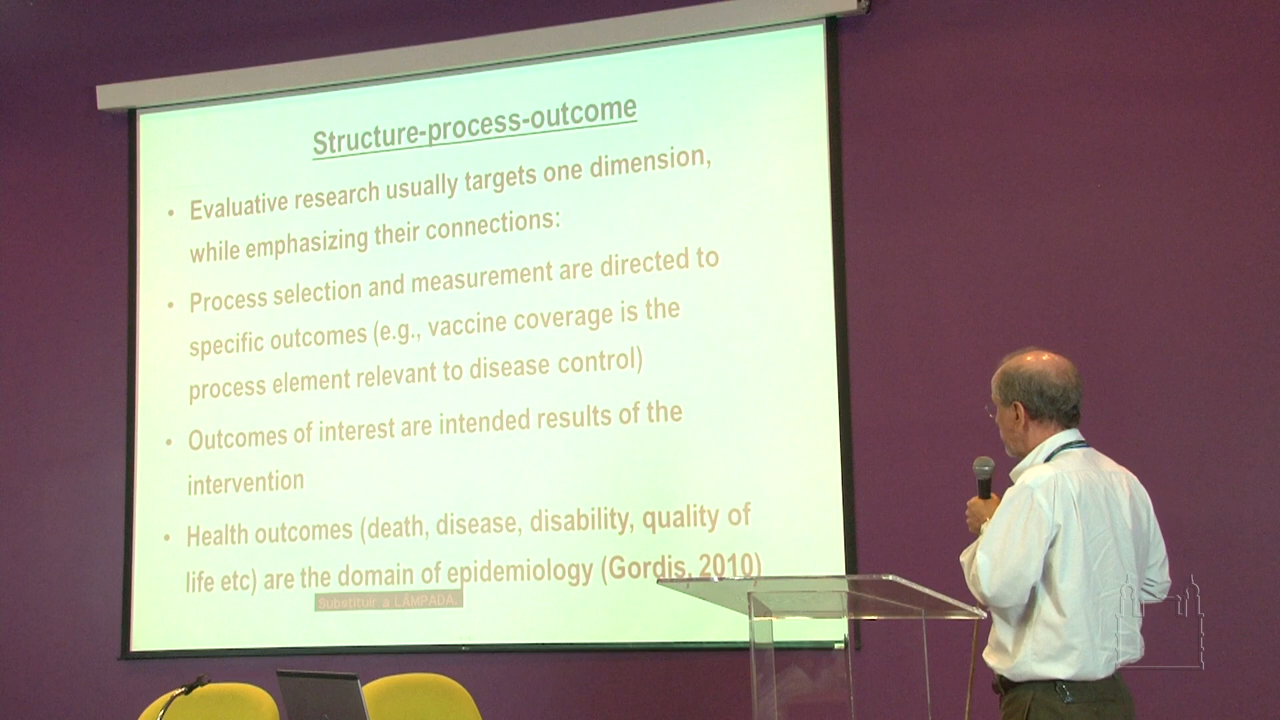 Structure-process-outcome
• Evaluative research usually targets one dimension,
while emphasizing their connections:
• Process selection and measurement are directed to
specific outcomes (e.g., vaccine coverage is the
process element relevant to disease control)
• Outcomes of interest are intended results of the
intervention
• Health outcomes (death, disease, disability, quality of
life etc) are the domain of epidemiology (Gordis, 2010)
Substituir a LÂMPADA.